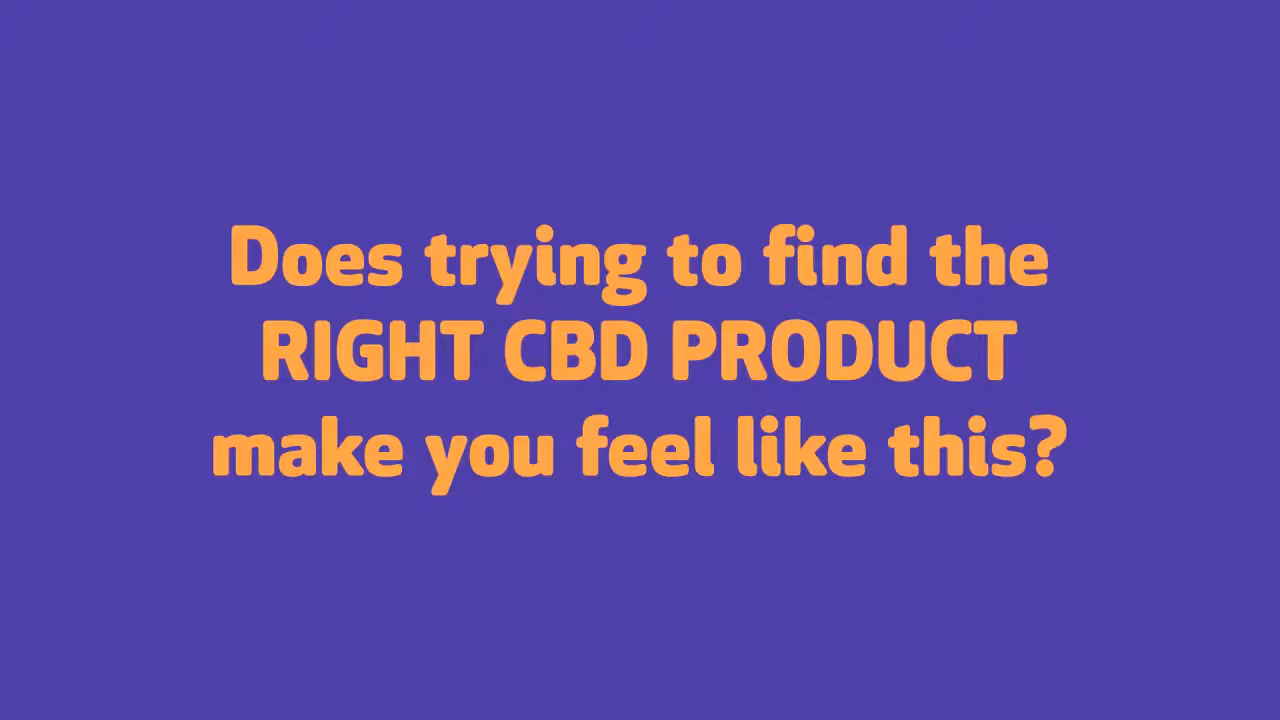 Does trying to find the
RIGHT CBD PRODUCT
make you feel like this?